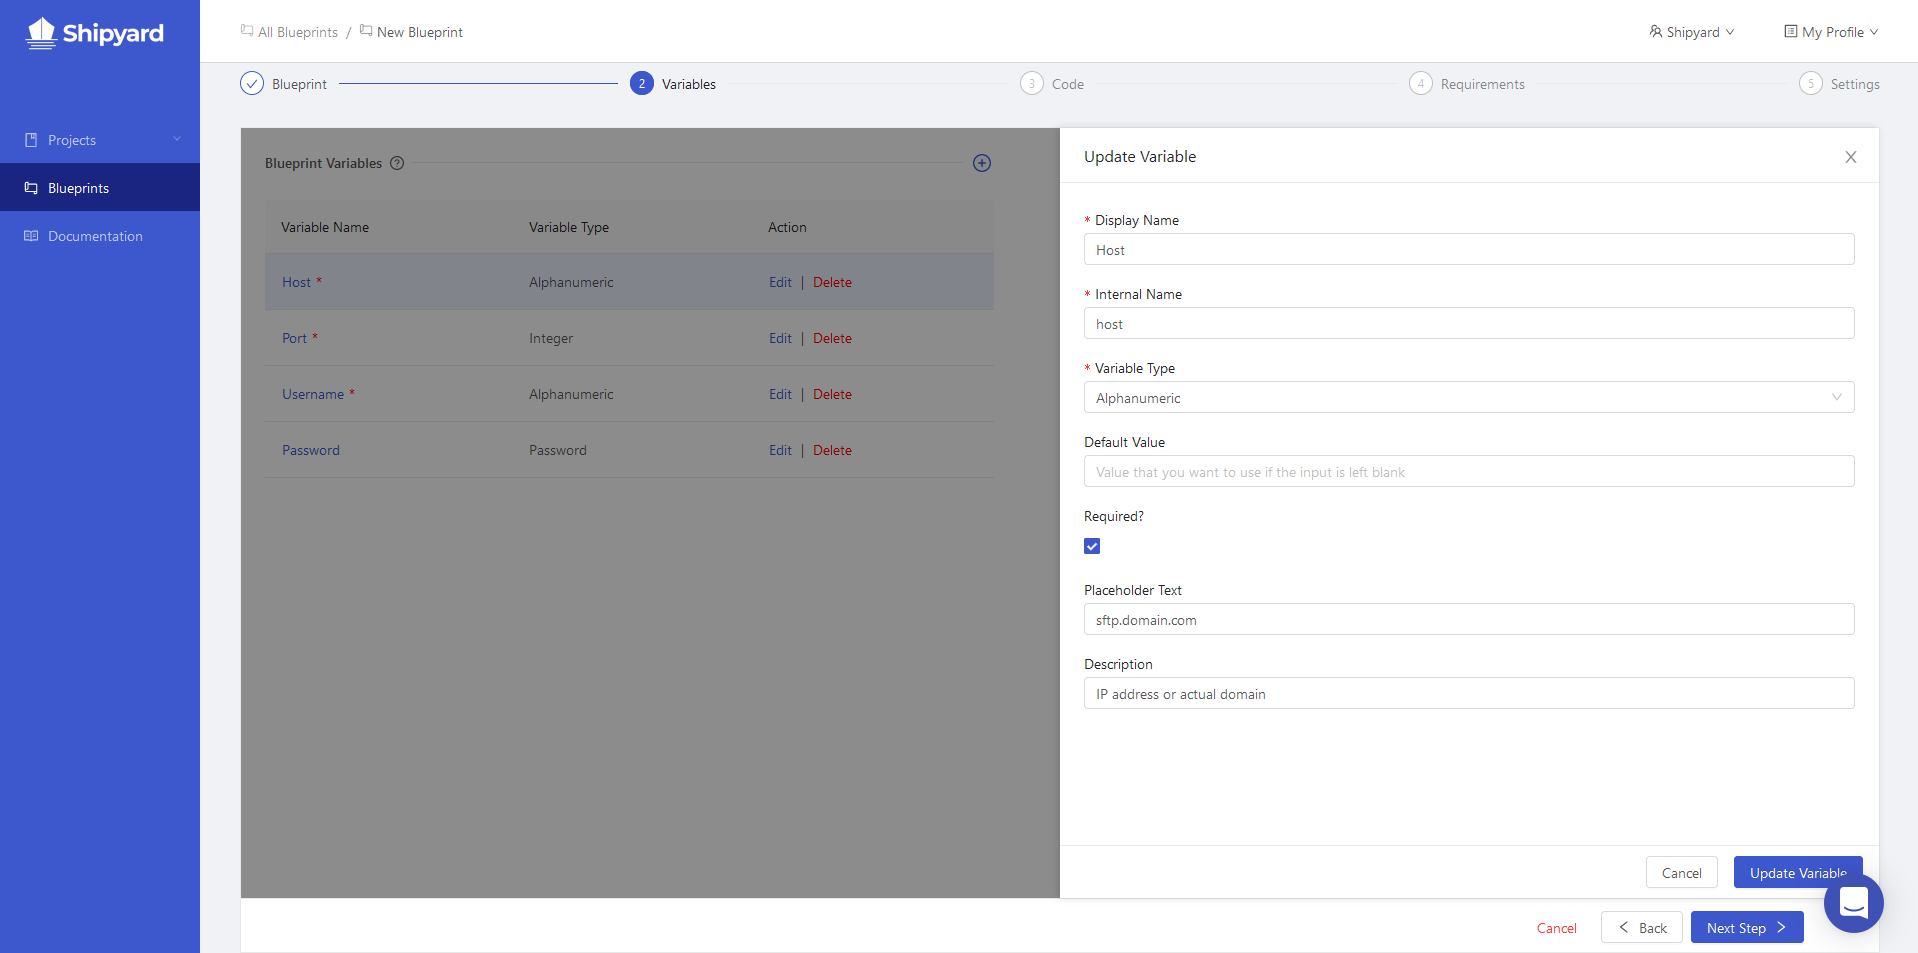 Shipyard
All Blueprints / New Blueprint
Shipyard
My Profile
Projects
Blueprints
Documentation
Blueprint
2 Variables
3 Code
4 Requirements
5 Settings
Blueprint Variables ?
Variable Name Variable Type Action
Host * Alphanumeric Edit | Delete
Port * Integer Edit | Delete
Username * Alphanumeric Edit | Delete
Password Password Edit | Delete
Update Variable
* Display Name
Host
* Internal Name
host
* Variable Type
Alphanumeric
Default Value
Value that you want to use if the input is left blank
Required?
Placeholder Text
sftp.domain.com
Description
IP address or actual domain
Cancel Update Variable
Cancel Back Next Step